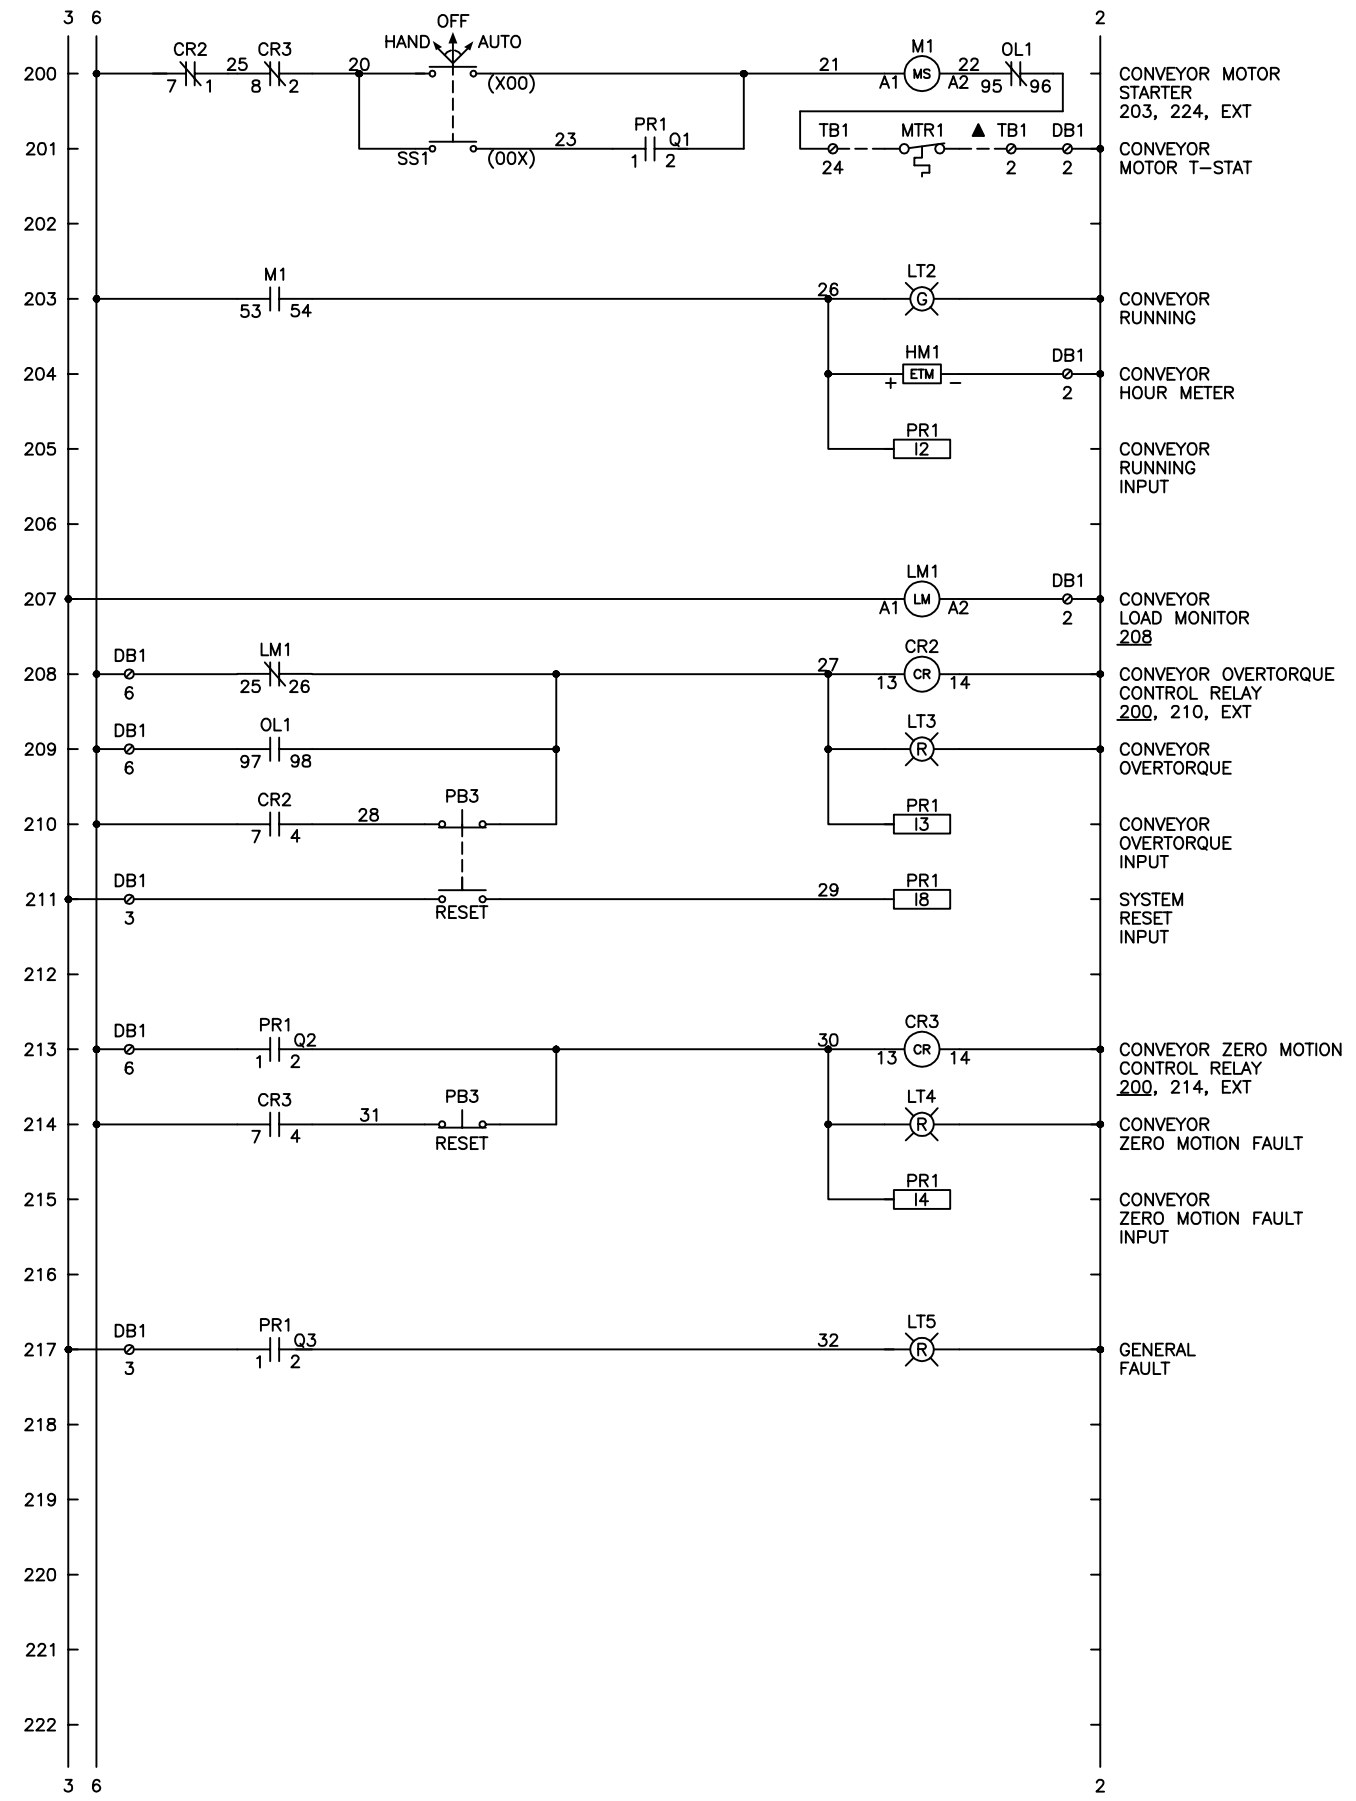 3 6 2
OFF
HAND AUTO
CR2 25 CR3 20 21 M1 22 OL1
200 MS CONVEYOR MOTOR
7 1 8 2 (X00) A1 A2 95 96 STARTER
203, 224, EXT
PR1 TB1 MTR1 ▲ TB1 DB1
23 Q1
201 SS1 (00X) 1 2 CONVEYOR
24 2 2 MOTOR T-STAT
202
M1 26 LT2
203 G CONVEYOR
53 54 RUNNING
HM1 DB1
204 ETM CONVEYOR
+ - 2 HOUR METER
PR1
205 I2 CONVEYOR
RUNNING
INPUT
206
LM1 DB1
207 LM CONVEYOR
A1 A2 2 LOAD MONITOR
208
DB1 LM1 27 CR2
208 CR CONVEYOR OVERTORQUE
6 25 26 13 14 CONTROL RELAY
200, 210, EXT
DB1 OL1 LT3
209 R CONVEYOR
6 97 98 OVERTORQUE
CR2 28 PB3 PR1
210 I3 CONVEYOR
7 4 OVERTORQUE
INPUT
DB1 29 PR1
211 I8 SYSTEM
3 RESET RESET
INPUT
212
DB1 PR1 Q2 30 CR3
213 CR CONVEYOR ZERO MOTION
6 1 2 13 14 CONTROL RELAY
200, 214, EXT
CR3 31 PB3 LT4
214 R CONVEYOR
7 4 RESET ZERO MOTION FAULT
PR1
215 I4 CONVEYOR
ZERO MOTION FAULT
INPUT
216
DB1 PR1 Q3 32 LT5
217 R GENERAL
3 1 2 FAULT
218
219
220
221
222
3 6 2